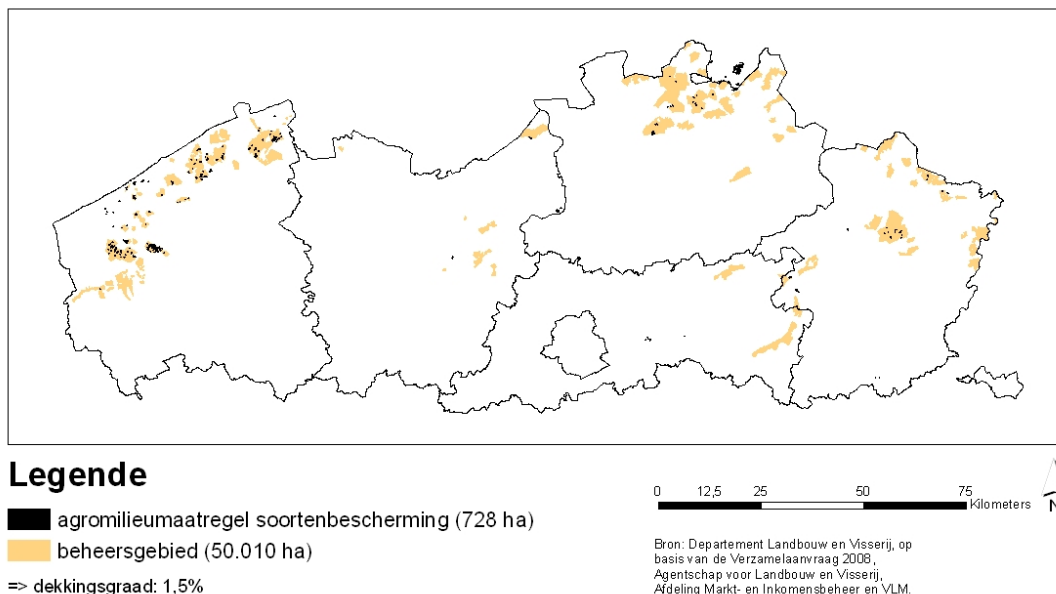 Legende
agromilieumaatregel soortenbescherming (728 ha)
beheersgebied (50.010 ha)
=> dekkingsgraad: 1,5%
0 12,5 25 50 75
Kilometers
N
Bron: Departement Landbouw en Visserij, op
basis van de Verzamelaanvraag 2008,
Agentschap voor Landbouw en Visserij,
Afdeling Markt- en Inkomensbeheer en VLM.